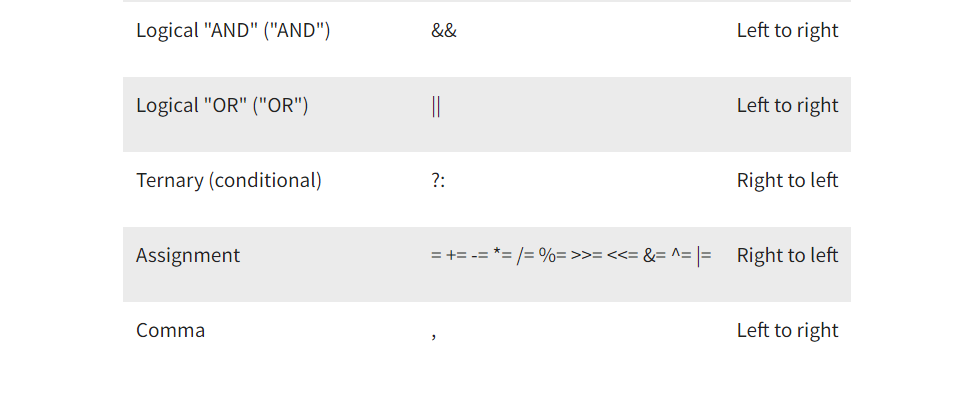 Logical "AND" ("AND") && Left to right
Logical "OR" ("OR") || Left to right
Ternary (conditional) ?: Right to left
Assignment = += -= *= /= %= >>= <<= &= ^= |= Right to left
Comma , Left to right